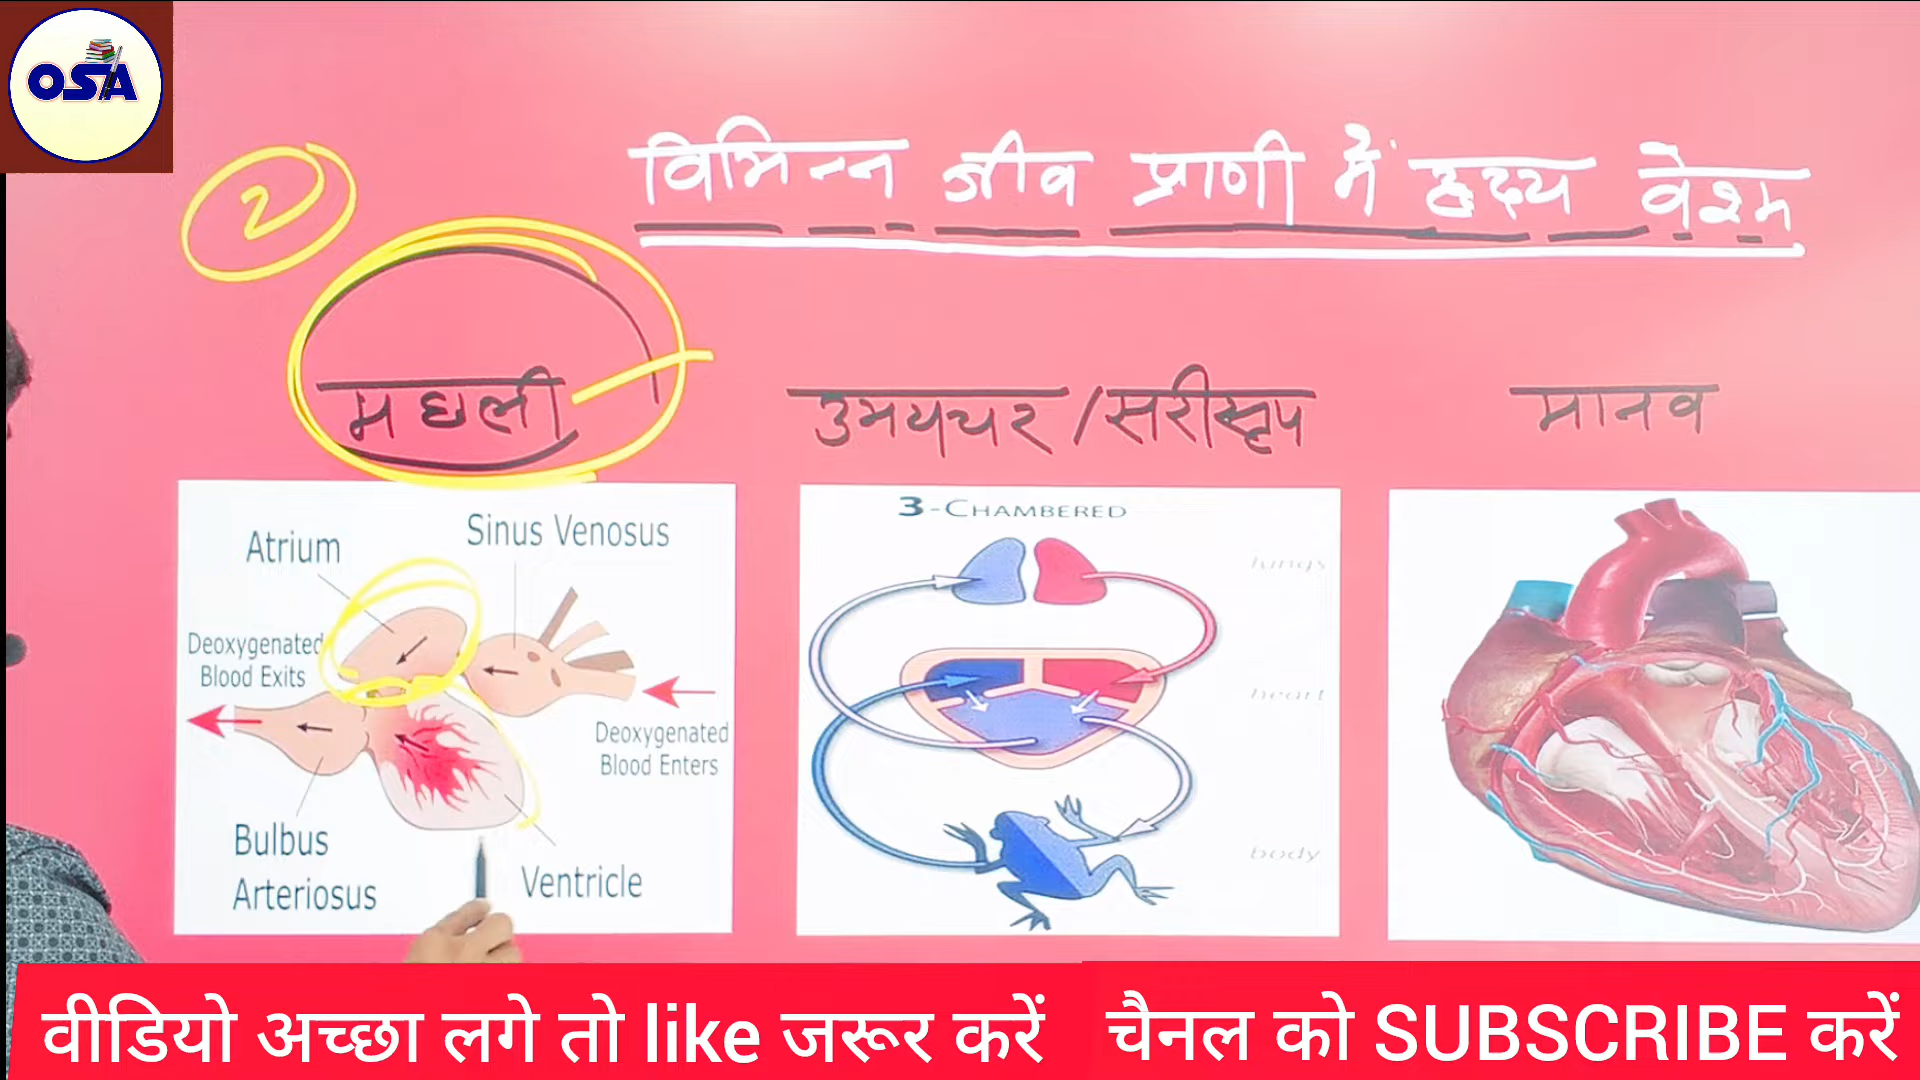 OSA
2
विभिन्न जीव प्राणी में हृदय वेश्म
मछली
उभयचर/सरीसृप
मानव
Atrium
Sinus Venosus
Deoxygenated
Blood Exits
Deoxygenated
Blood Enters
Bulbus
Arteriosus
Ventricle
3-CHAMBERED
lungs
heart
body
वीडियो अच्छा लगे तो like जरूर करें
चैनल को SUBSCRIBE करें